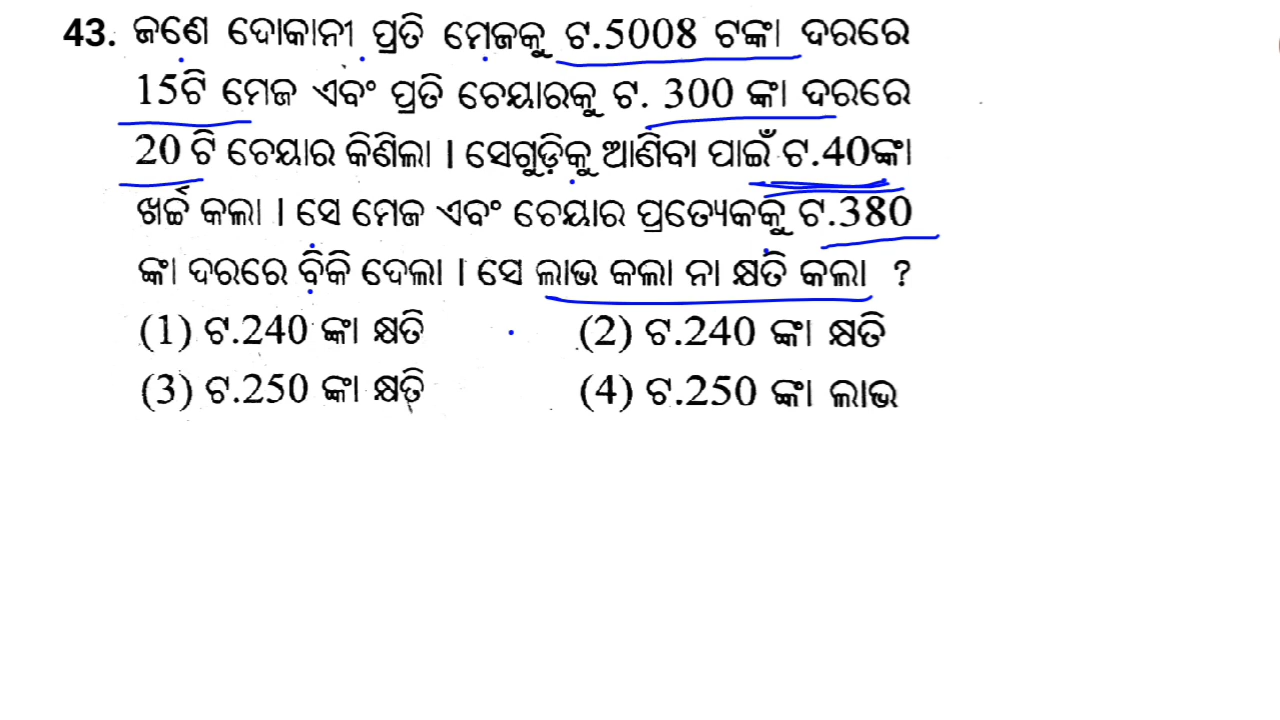 43. ଜଣେ ଦୋକାନୀ ପ୍ରତି ମେଜକୁ ଟ.5008 ଟଙ୍କା ଦରରେ
15ଟି ମେଜ ଏବଂ ପ୍ରତି ଚେୟାରକୁ ଟ. 300 ଙ୍କା ଦରରେ
20 ଟି ଚେୟାର କିଣିଲା । ସେଗୁଡ଼ିକୁ ଆଣିବା ପାଇଁ ଟ.40ଙ୍କା
ଖର୍ଚ୍ଚ କଲା । ସେ ମେଜ ଏବଂ ଚେୟାର ପ୍ରତ୍ୟେକକୁ ଟ.380
ଙ୍କା ଦରରେ ବିକି ଦେଲା । ସେ ଲାଭ କଲା ନା କ୍ଷତି କଲା ?
(1) ଟ.240 ଙ୍କା କ୍ଷତି (2) ଟ.240 ଙ୍କା କ୍ଷତି
(3) ଟ.250 ଙ୍କା କ୍ଷତି (4) ଟ.250 ଙ୍କା ଲାଭ